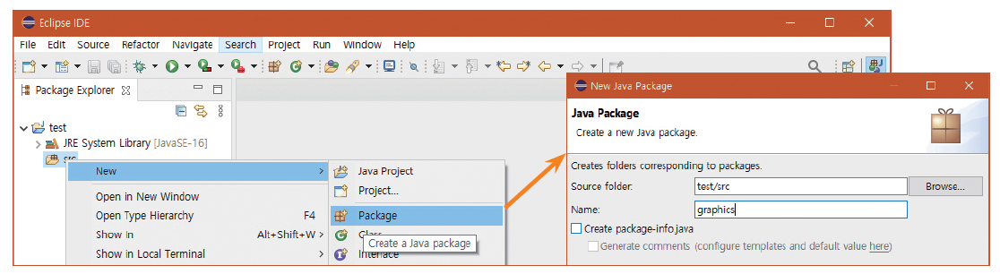 Eclipse IDE
File Edit Source Refactor Navigate Search Project Run Window Help
Package Explorer
test
JRE System Library [JavaSE-16]
src
New
Open in New Window
Open Type Hierarchy F4
Show In Alt+Shift+W >
Show in Local Terminal >
Java Project
Project...
Package
Class
Create a Java package
Interface
New Java Package
Java Package
Create a new Java package.
Creates folders corresponding to packages.
Source folder: test/src Browse...
Name: graphics
Create package-info.java
Generate comments (configure templates and default value here)